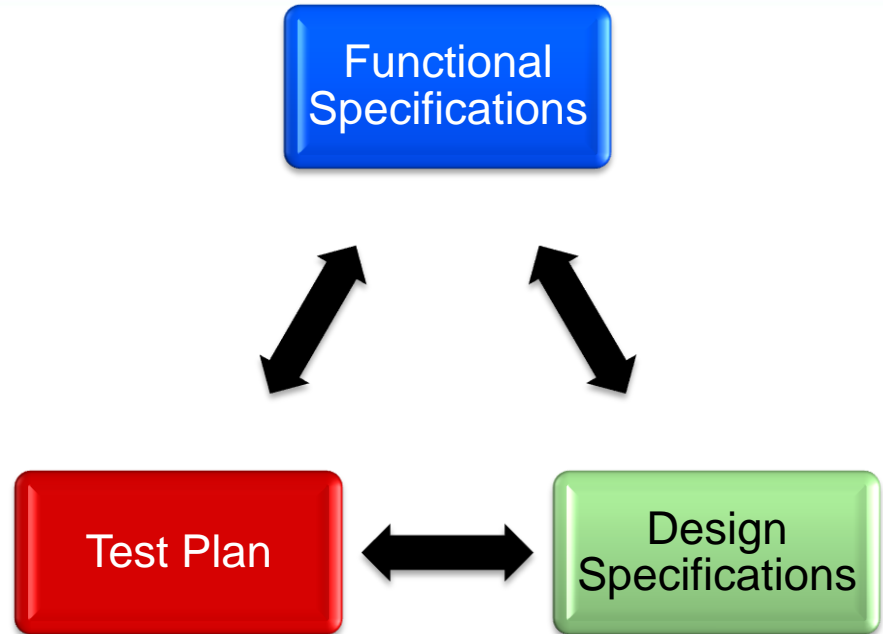 Functional
Specifications
Test Plan
Design
Specifications